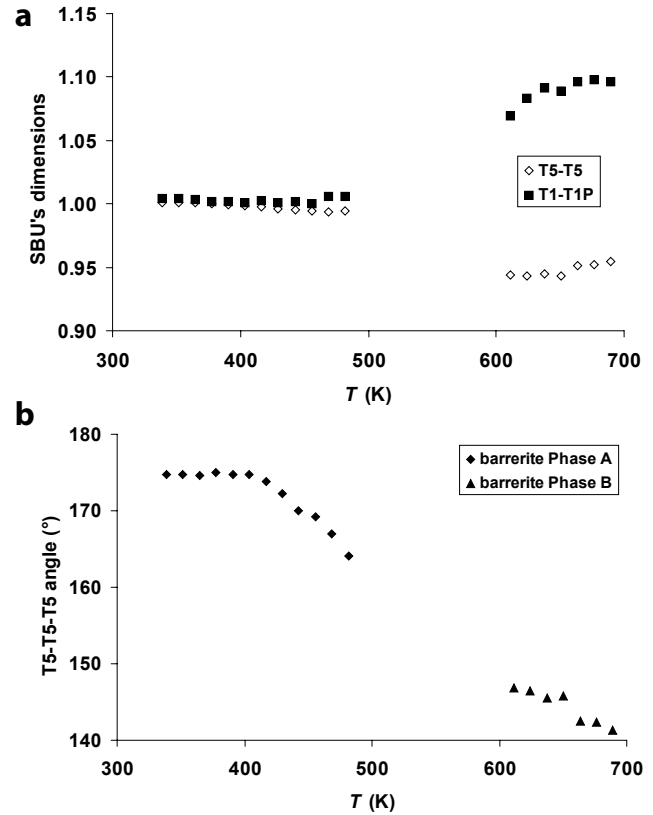 a
1.15
1.10
1.05
1.00
0.95
0.90
SBU's dimensions
T5-T5
T1-T1P
300 400 500 600 700
T (K)
b
180
170
160
150
140
T5-T5-T5-T5 angle (°)
barrerite Phase A
barrerite Phase B
300 400 500 600 700
T (K)